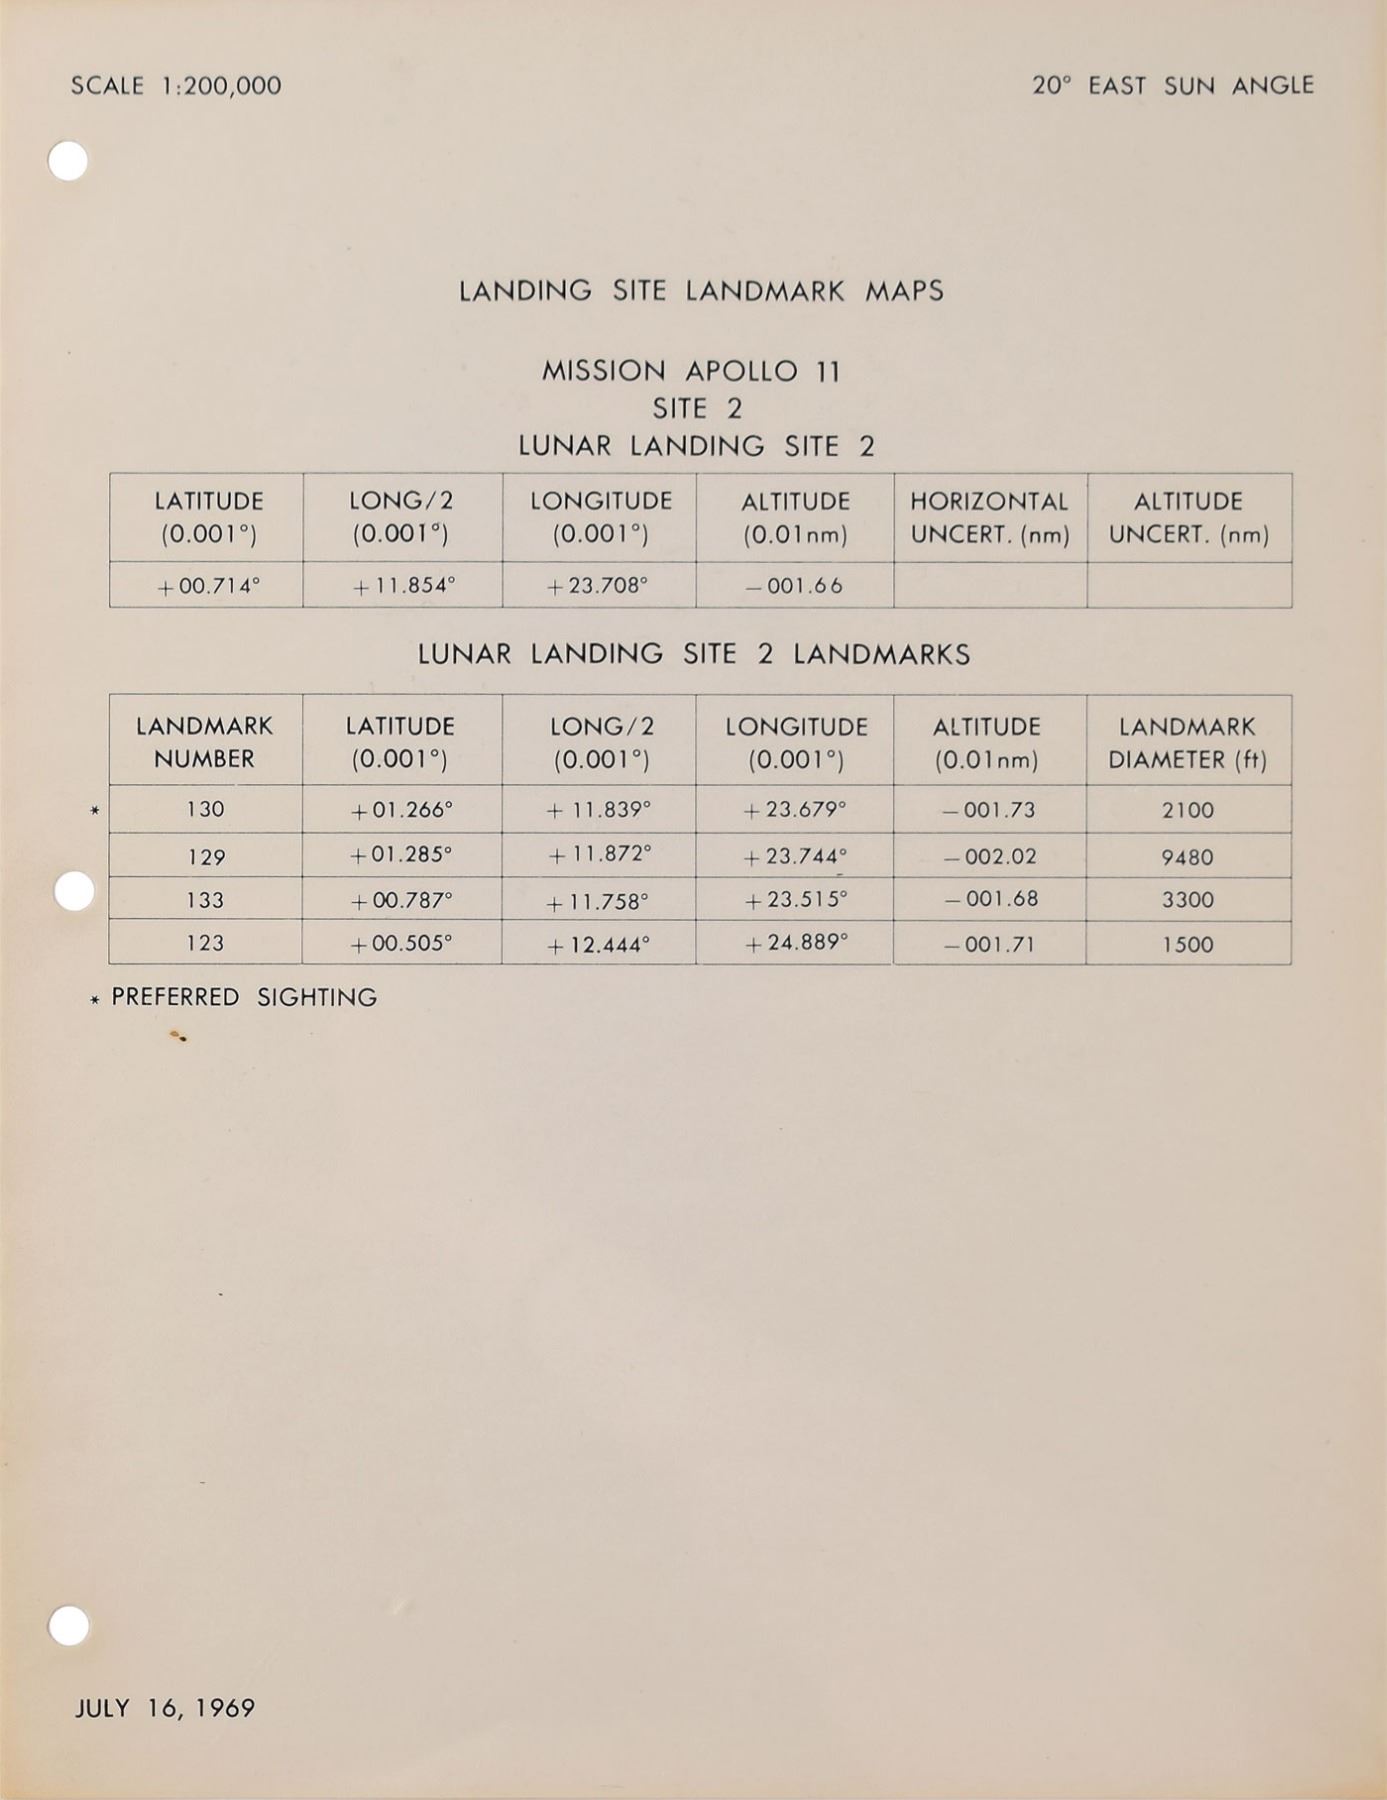 SCALE 1:200,000 20° EAST SUN ANGLE
LANDING SITE LANDMARK MAPS
MISSION APOLLO 11
SITE 2
LUNAR LANDING SITE 2
LATITUDE LONG/2 LONGITUDE ALTITUDE HORIZONTAL ALTITUDE
(0.001°) (0.001°) (0.001°) (0.01nm) UNCERT. (nm) UNCERT. (nm)
+00.714° +11.854° +23.708° -001.66
LUNAR LANDING SITE 2 LANDMARKS
LANDMARK LATITUDE LONG/2 LONGITUDE ALTITUDE LANDMARK
NUMBER (0.001°) (0.001°) (0.001°) (0.01nm) DIAMETER (ft)
* 130 +01.266° +11.839° +23.679° -001.73 2100
129 +01.285° +11.872° +23.744° -002.02 9480
133 +00.787° +11.758° +23.515° -001.68 3300
123 +00.505° +12.444° +24.889° -001.71 1500
* PREFERRED SIGHTING
JULY 16, 1969